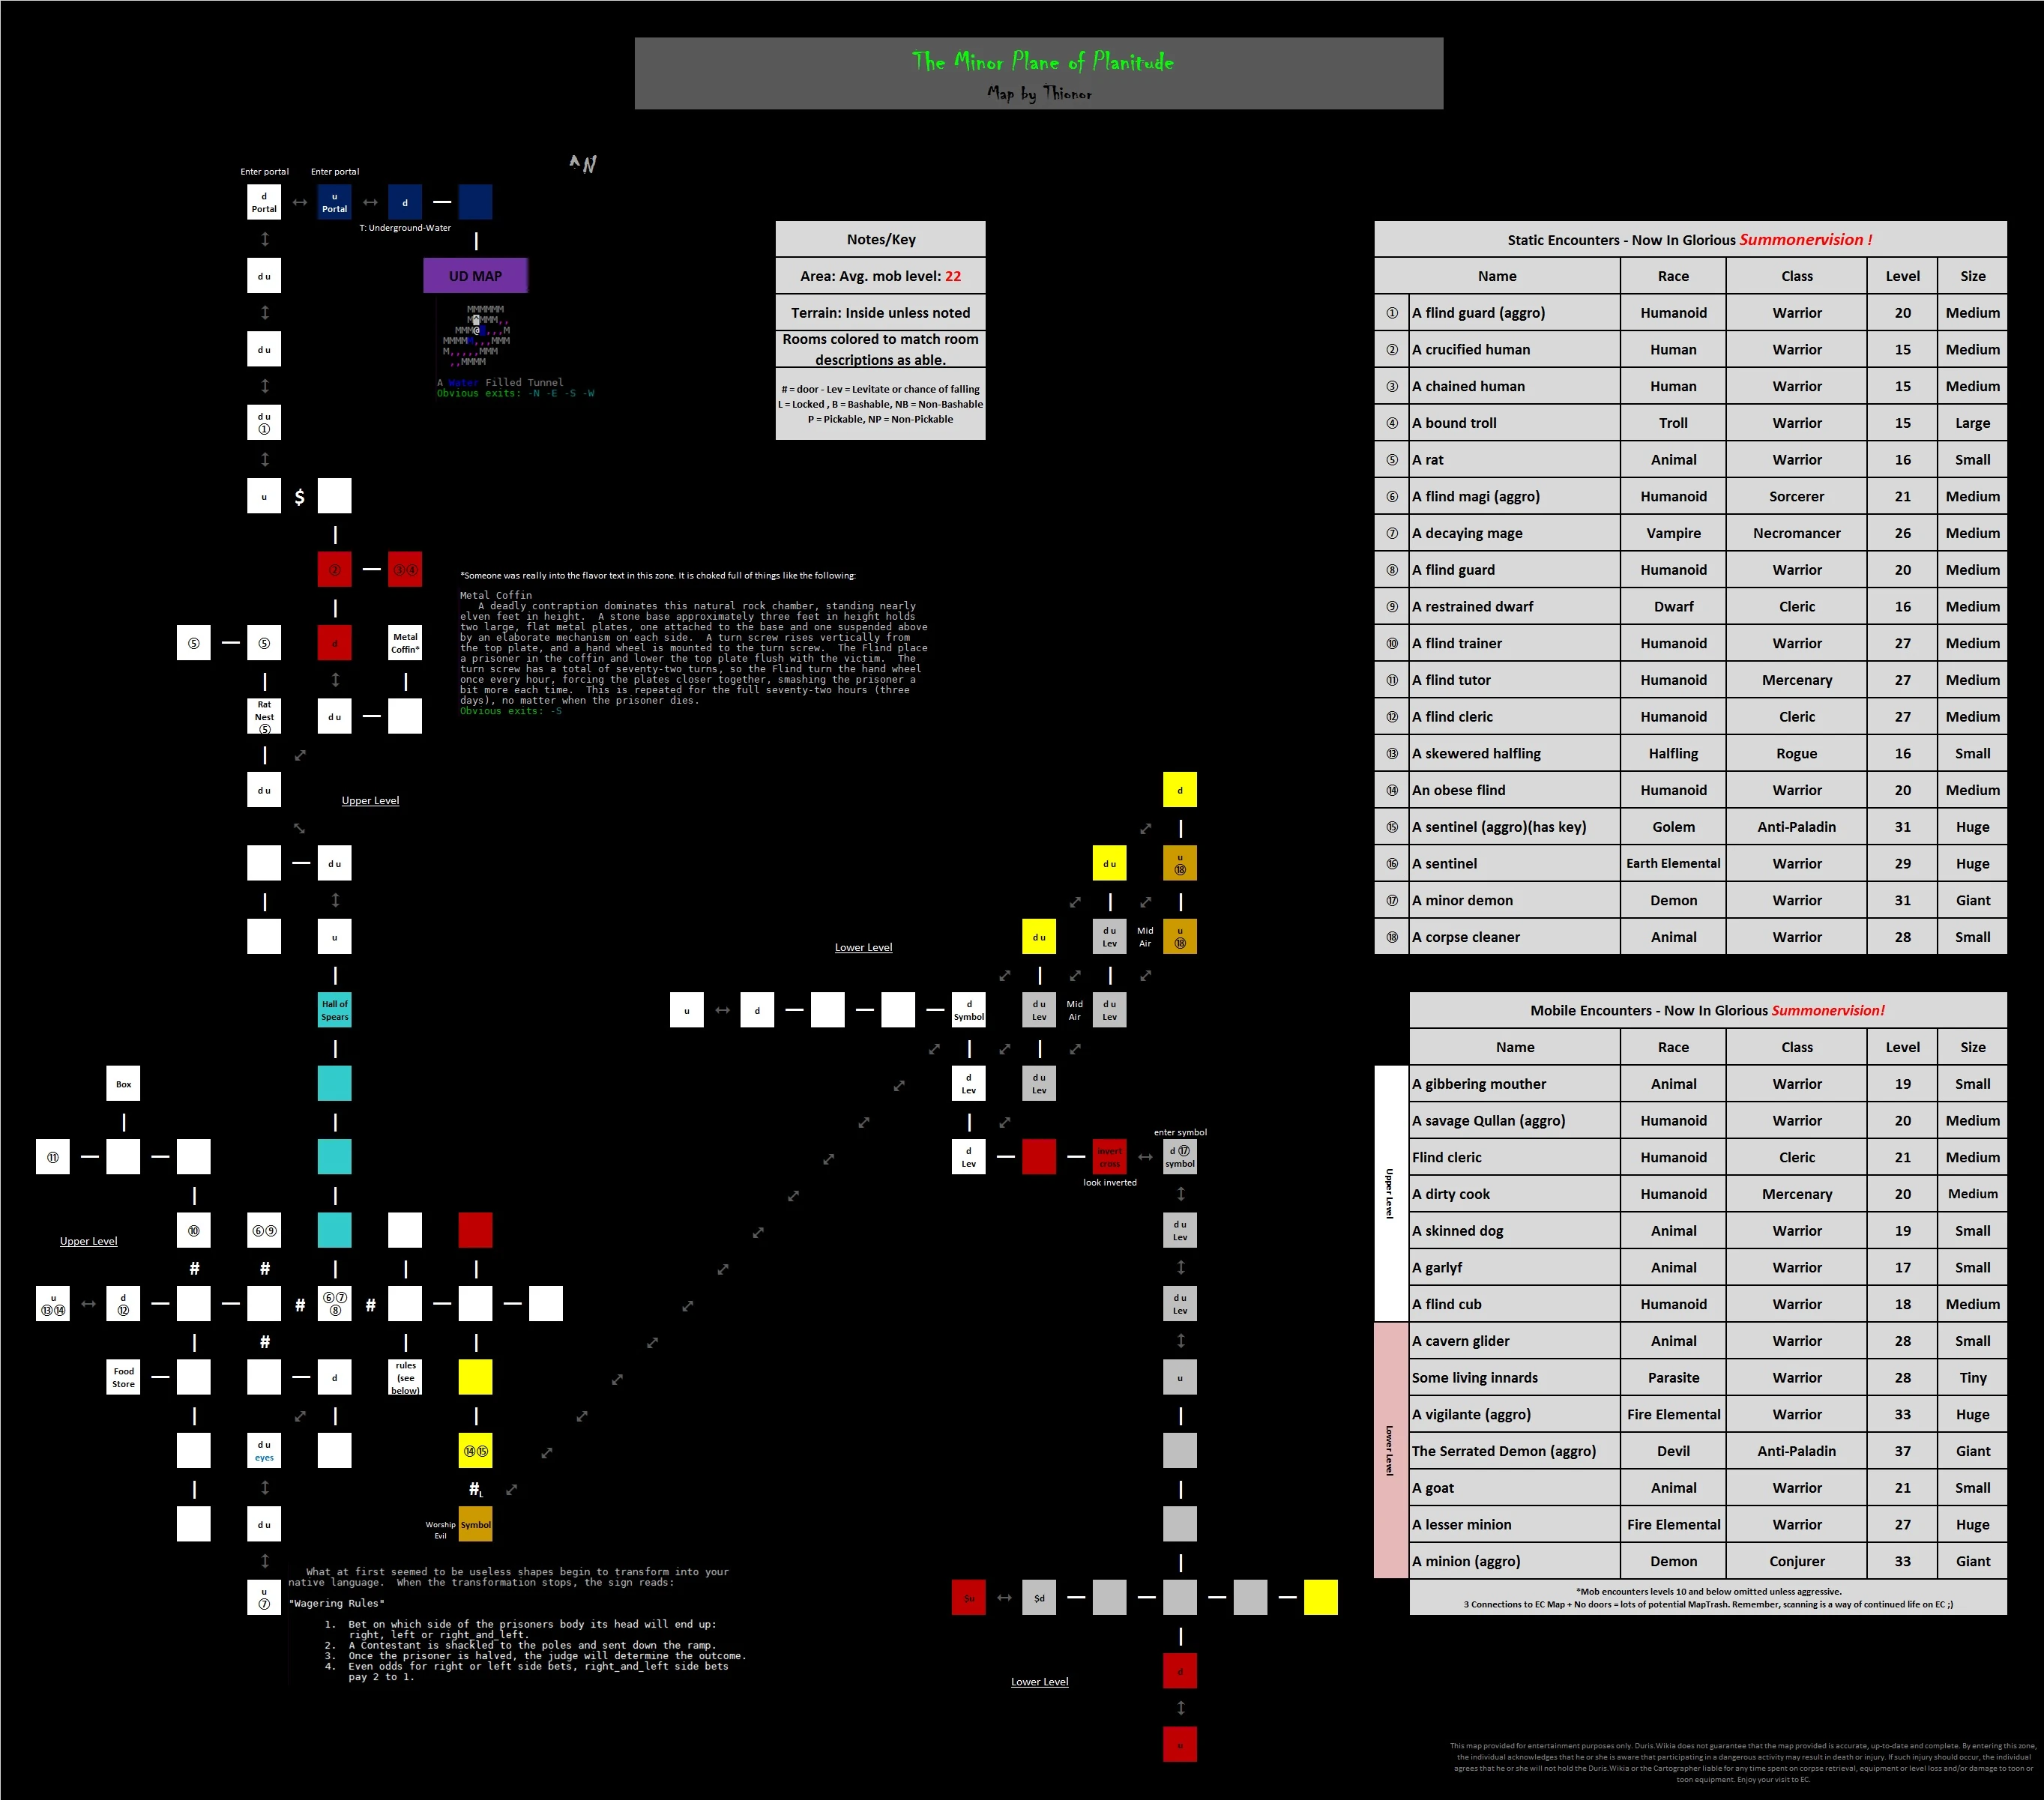 The Minor Plane of Planitude
Map by Thionor
^N
Enter portal
Enter portal
d
Portal
u
Portal
d
T: Underground-Water
d u
UD MAP
MMMMMM
A Water Filled Tunnel
Obvious exits: -N -E -S -W
d u
d u
①
u
$
②
③④
⑤
⑤
d
Metal
Coffin*
Rat
Nest
⑤
d u
d u
Upper Level
d u
u
Hall of
Spears
*Someone was really into the flavor text in this zone. It is choked full of things like the following:
Metal Coffin
A deadly contraption dominates this natural rock chamber, standing nearly
elven feet in height.  A stone base approximately three feet in height holds
two large, flat metal plates, one attached to the base and one suspended above
by an elaborate mechanism on each side.  A turn screw rises vertically from
the top plate, and a hand wheel is mounted to the turn screw.  The Flind place
a prisoner in the coffin and lower the top plate flush with the victim.  The
turn screw has a total of seventy-two turns, so the Flind turn the hand wheel
once every hour, forcing the plates closer together, smashing the prisoner a
bit more each time.  This is repeated for the full seventy-two hours (three
days), no matter when the prisoner dies.
Obvious exits: -S
Notes/Key
Area: Avg. mob level: 22
Terrain: Inside unless noted
Rooms colored to match room
descriptions as able.
# = door - Lev = Levitate or chance of falling
L = Locked , B = Bashable, NB = Non-Bashable
P = Pickable, NP = Non-Pickable
Box
⑪
⑩
⑥⑨
Upper Level
# #
u
⑬⑭
d
⑫
#
⑥⑦
⑧
#
#
Food
Store
d
rules
(see
below)
d u
eyes
⑭⑮
#L
d u
Worship
Evil
Symbol
u
⑦
What at first seemed to be useless shapes begin to transform into your
native language.  When the transformation stops, the sign reads:
"Wagering Rules"
1.  Bet on which side of the prisoners body its head will end up:
right, left or right_and_left.
2.  A Contestant is shackled to the poles and sent down the ramp.
3.  Once the prisoner is halved, the judge will determine the outcome.
4.  Even odds for right or left side bets, right_and_left side bets
pay 2 to 1.
d
d u
u
⑱
Lower Level
d u
d u
Lev
Mid
Air
u
⑱
u
d
d
Symbol
d u
Lev
Mid
Air
d u
Lev
d
Lev
d u
Lev
enter symbol
d
Lev
Invert
cross
d ⑰
symbol
look inverted
d u
Lev
d u
Lev
u
$u
$d
Lower Level
d
u
Static Encounters - Now In Glorious Summonervision !
Name Race Class Level Size
① A flind guard (aggro) Humanoid Warrior 20 Medium
② A crucified human Human Warrior 15 Medium
③ A chained human Human Warrior 15 Medium
④ A bound troll Troll Warrior 15 Large
⑤ A rat Animal Warrior 16 Small
⑥ A flind magi (aggro) Humanoid Sorcerer 21 Medium
⑦ A decaying mage Vampire Necromancer 26 Medium
⑧ A flind guard Humanoid Warrior 20 Medium
⑨ A restrained dwarf Dwarf Cleric 16 Medium
⑩ A flind trainer Humanoid Warrior 27 Medium
⑪ A flind tutor Humanoid Mercenary 27 Medium
⑫ A flind cleric Humanoid Cleric 27 Medium
⑬ A skewered halfling Halfling Rogue 16 Small
⑭ An obese flind Humanoid Warrior 20 Medium
⑮ A sentinel (aggro)(has key) Golem Anti-Paladin 31 Huge
⑯ A sentinel Earth Elemental Warrior 29 Huge
⑰ A minor demon Demon Warrior 31 Giant
⑱ A corpse cleaner Animal Warrior 28 Small
Mobile Encounters - Now In Glorious Summonervision!
Name Race Class Level Size
Upper Level
A gibbering mouther Animal Warrior 19 Small
A savage Qullan (aggro) Humanoid Warrior 20 Medium
Flind cleric Humanoid Cleric 21 Medium
A dirty cook Humanoid Mercenary 20 Medium
A skinned dog Animal Warrior 19 Small
A garlyf Animal Warrior 17 Small
A flind cub Humanoid Warrior 18 Medium
Lower Level
A cavern glider Animal Warrior 28 Small
Some living innards Parasite Warrior 28 Tiny
A vigilante (aggro) Fire Elemental Warrior 33 Huge
The Serrated Demon (aggro) Devil Anti-Paladin 37 Giant
A goat Animal Warrior 21 Small
A lesser minion Fire Elemental Warrior 27 Huge
A minion (aggro) Demon Conjurer 33 Giant
*Mob encounters levels 10 and below omitted unless aggressive.
3 Connections to EC Map + No doors = lots of potential MapTrash. Remember, scanning is a way of continued life on EC ;)
This map provided for entertainment purposes only. Duris.Wikia does not guarantee that the map provided is accurate, up-to-date and complete. By entering this zone,
the individual acknowledges that he or she is aware that participating in a dangerous activity may result in death or injury. If such injury should occur, the individual
agrees that he or she will not hold the Duris.Wikia or the Cartographer liable for any time spent on corpse retrieval, equipment or level loss and/or damage to toon or
toon equipment. Enjoy your visit to EC.